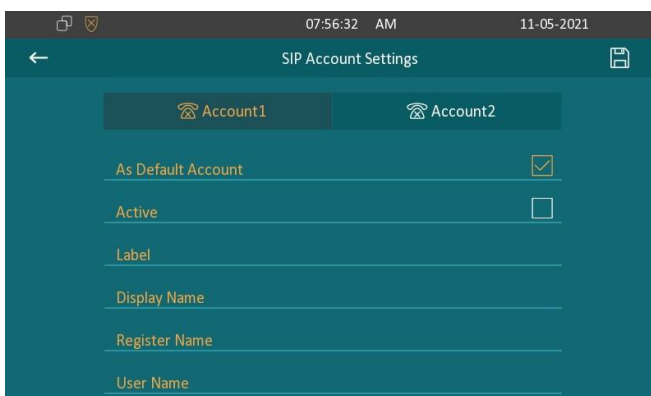 07:56:32 AM 11-05-2021
SIP Account Settings
Account1 Account2
As Default Account
Active
Label
Display Name
Register Name
User Name